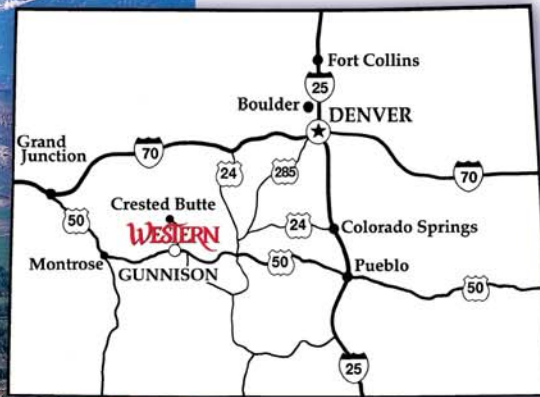 Fort Collins
25
Boulder
DENVER
Grand
Junction
70
24
285
70
50
Crested Butte
WESTERN
24
Colorado Springs
Montrose
GUNNISON
50
Pueblo
50
25